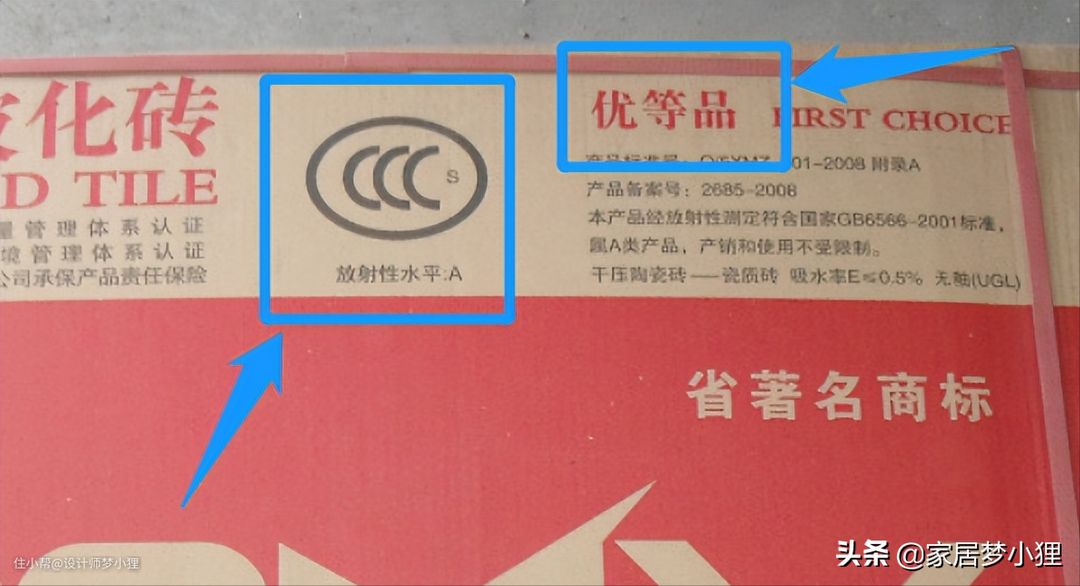 化砖
D TILE
量管理体系认证
境管理体系认证
公司承保产品责任保险
CCC S
放射性水平:A
优等品 FIRST CHOICE
01-2008 附录A
产品备案号：2685-2008
本产品经放射性测定符合国家GB6566-2001标准，
属A类产品，产销和使用不受限制。
干压陶瓷砖——瓷质砖 吸水率E≤0.5% 无釉(UGL)
省著名商标
住小帮@设计师梦小狸
头条 @家居梦小狸